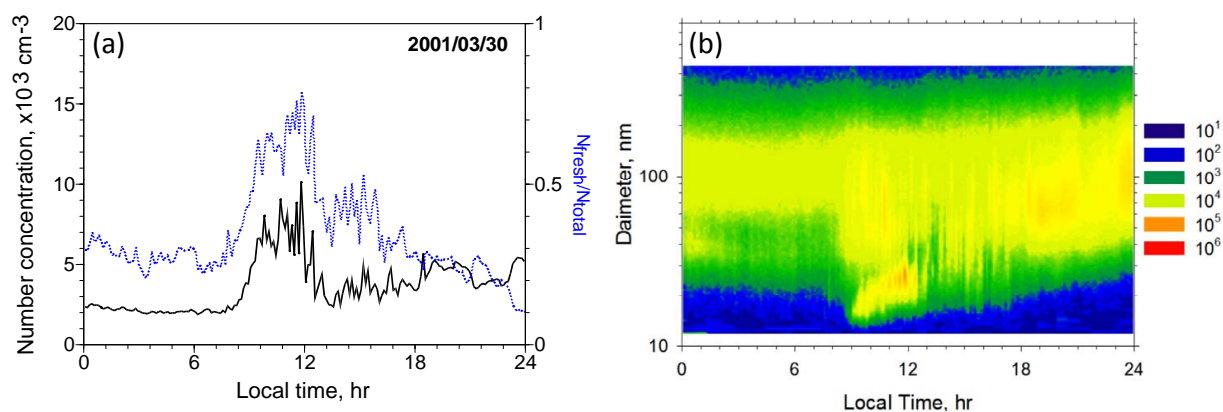 (a)
2001/03/30
Number concentration, x10³ cm-3
20
15
10
5
0
1
0.5
0
Nfresh/Ntotal
0 6 12 18 24
Local time, hr
(b)
Daimeter, nm
100
10
0 6 12 18 24
Local Time, hr
10¹
10²
10³
10⁴
10⁵
10⁶